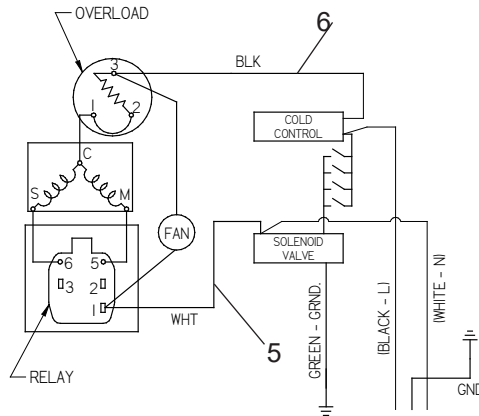 OVERLOAD
6
3
BLK
1
2
COLD
CONTROL
C
S
M
FAN
SOLENOID
VALVE
6
5
3
2
1
WHT
5
RELAY
GREEN - GRND.
(BLACK - L)
(WHITE - N)
GND